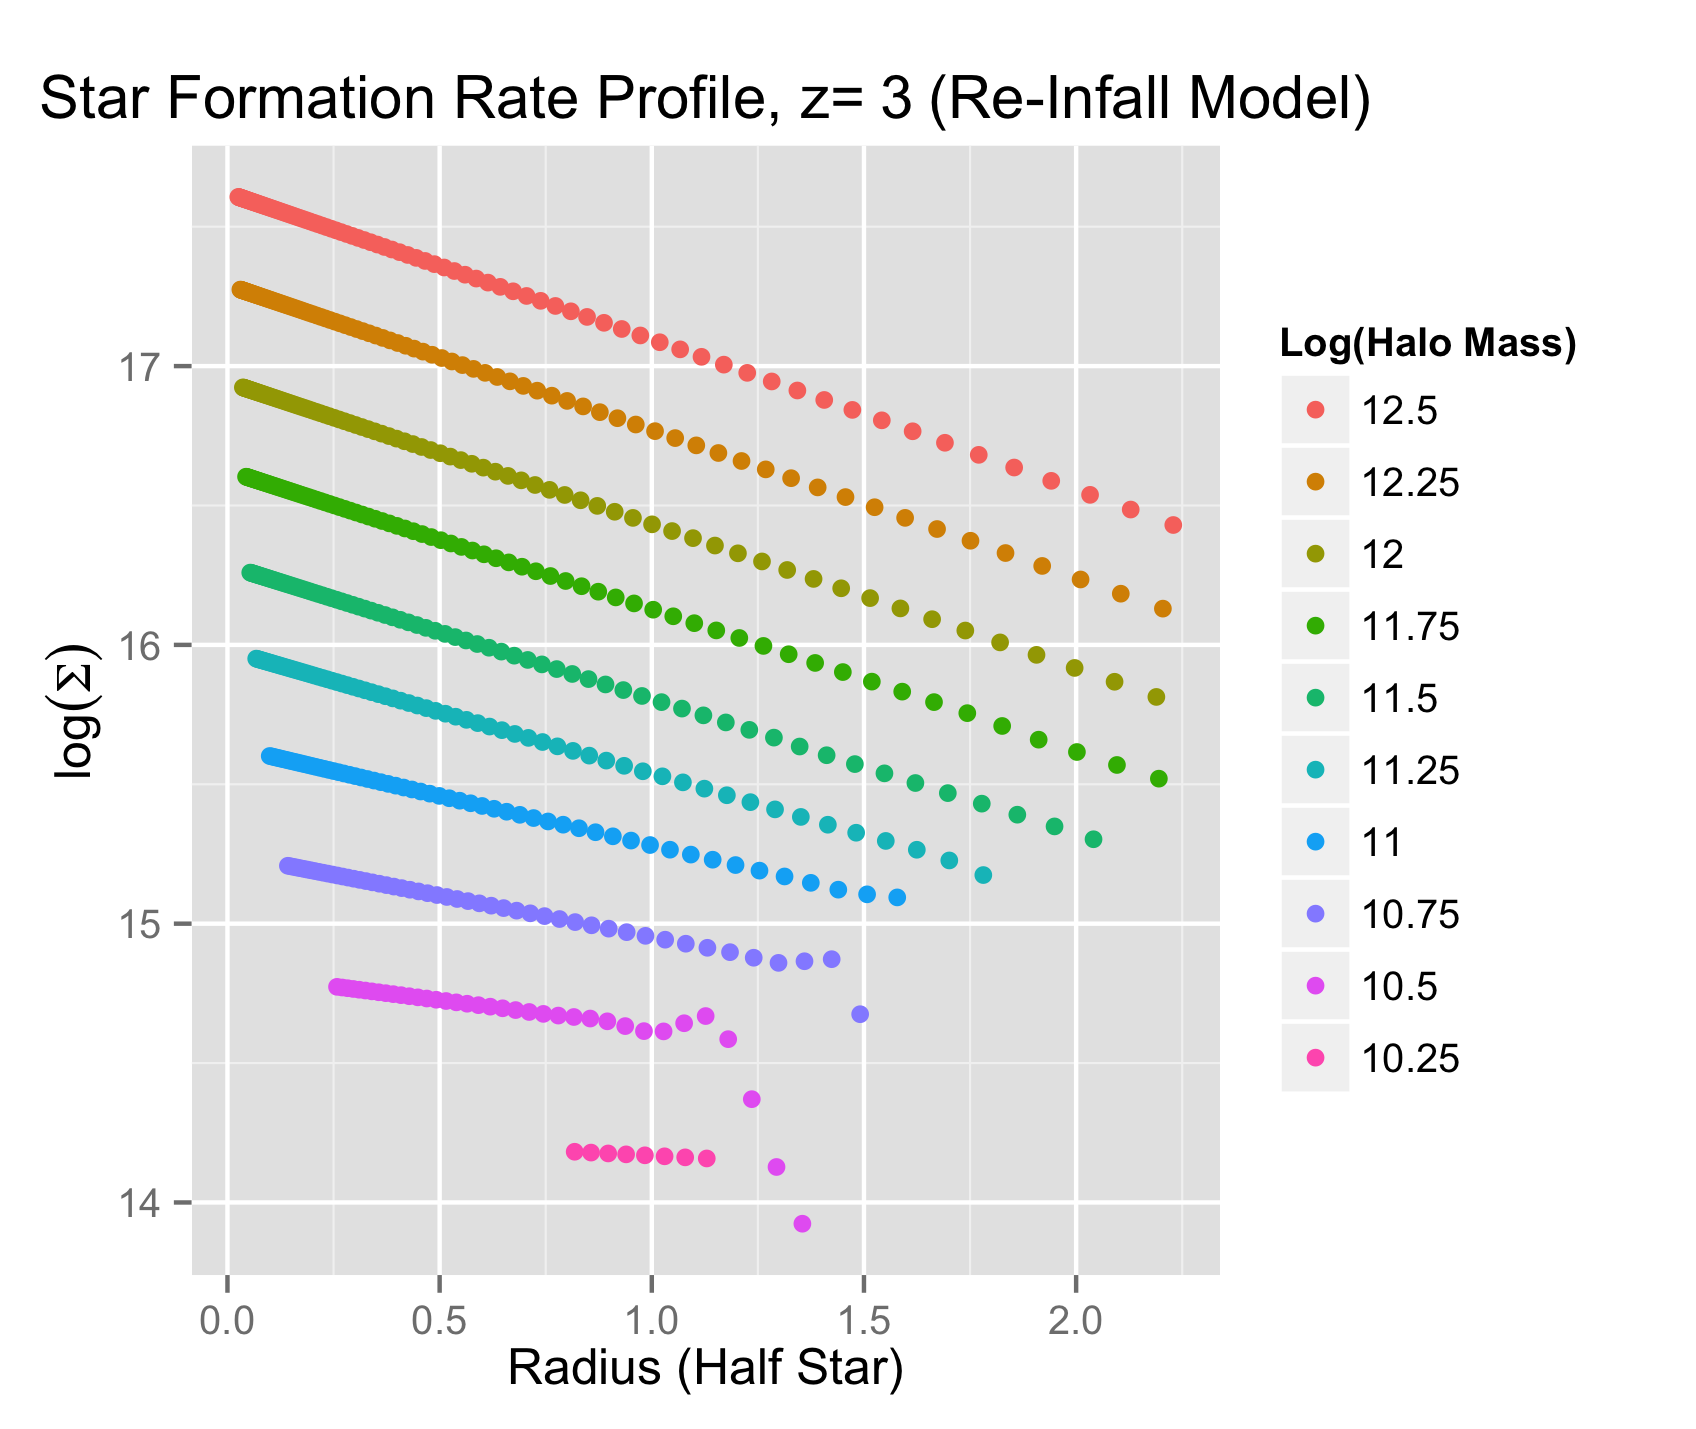 Star Formation Rate Profile, z= 3 (Re-Infall Model)
log(Σ)
17
16
15
14
0.0 0.5 1.0 1.5 2.0
Radius (Half Star)
Log(Halo Mass)
12.5
12.25
12
11.75
11.5
11.25
11
10.75
10.5
10.25